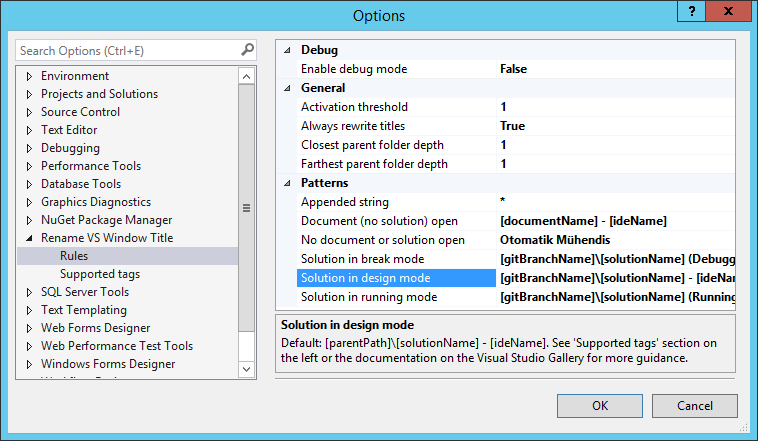 Options
?
x
Search Options (Ctrl+E)
Environment
Projects and Solutions
Source Control
Text Editor
Debugging
Performance Tools
Database Tools
Graphics Diagnostics
NuGet Package Manager
Rename VS Window Title
Rules
Supported tags
SQL Server Tools
Text Templating
Web Forms Designer
Web Performance Test Tools
Windows Forms Designer
Debug
Enable debug mode False
General
Activation threshold 1
Always rewrite titles True
Closest parent folder depth 1
Farthest parent folder depth 1
Patterns
Appended string *
Document (no solution) open [documentName] - [ideName]
No document or solution open Otomatik Mühendis
Solution in break mode [gitBranchName]\[solutionName] (Debugg
Solution in design mode [gitBranchName]\[solutionName] - [ideNam
Solution in running mode [gitBranchName]\[solutionName] (Running
Solution in design mode
Default: [parentPath]\[solutionName] - [ideName]. See 'Supported tags' section on
the left or the documentation on the Visual Studio Gallery for more guidance.
OK
Cancel